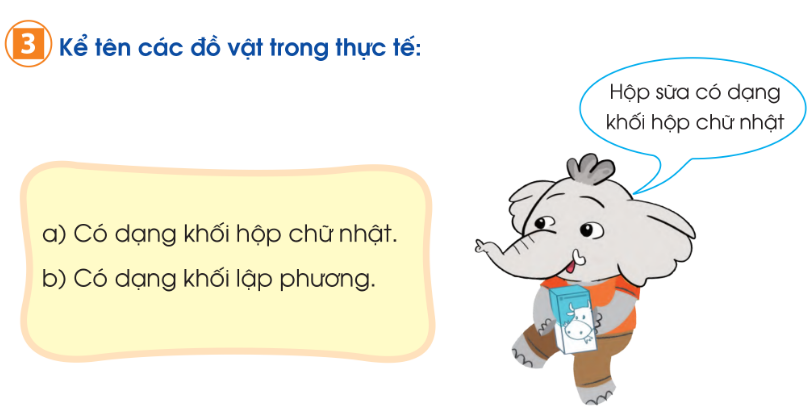 3 Kể tên các đồ vật trong thực tế:
Hộp sữa có dạng
khối hộp chữ nhật
a) Có dạng khối hộp chữ nhật.
b) Có dạng khối lập phương.